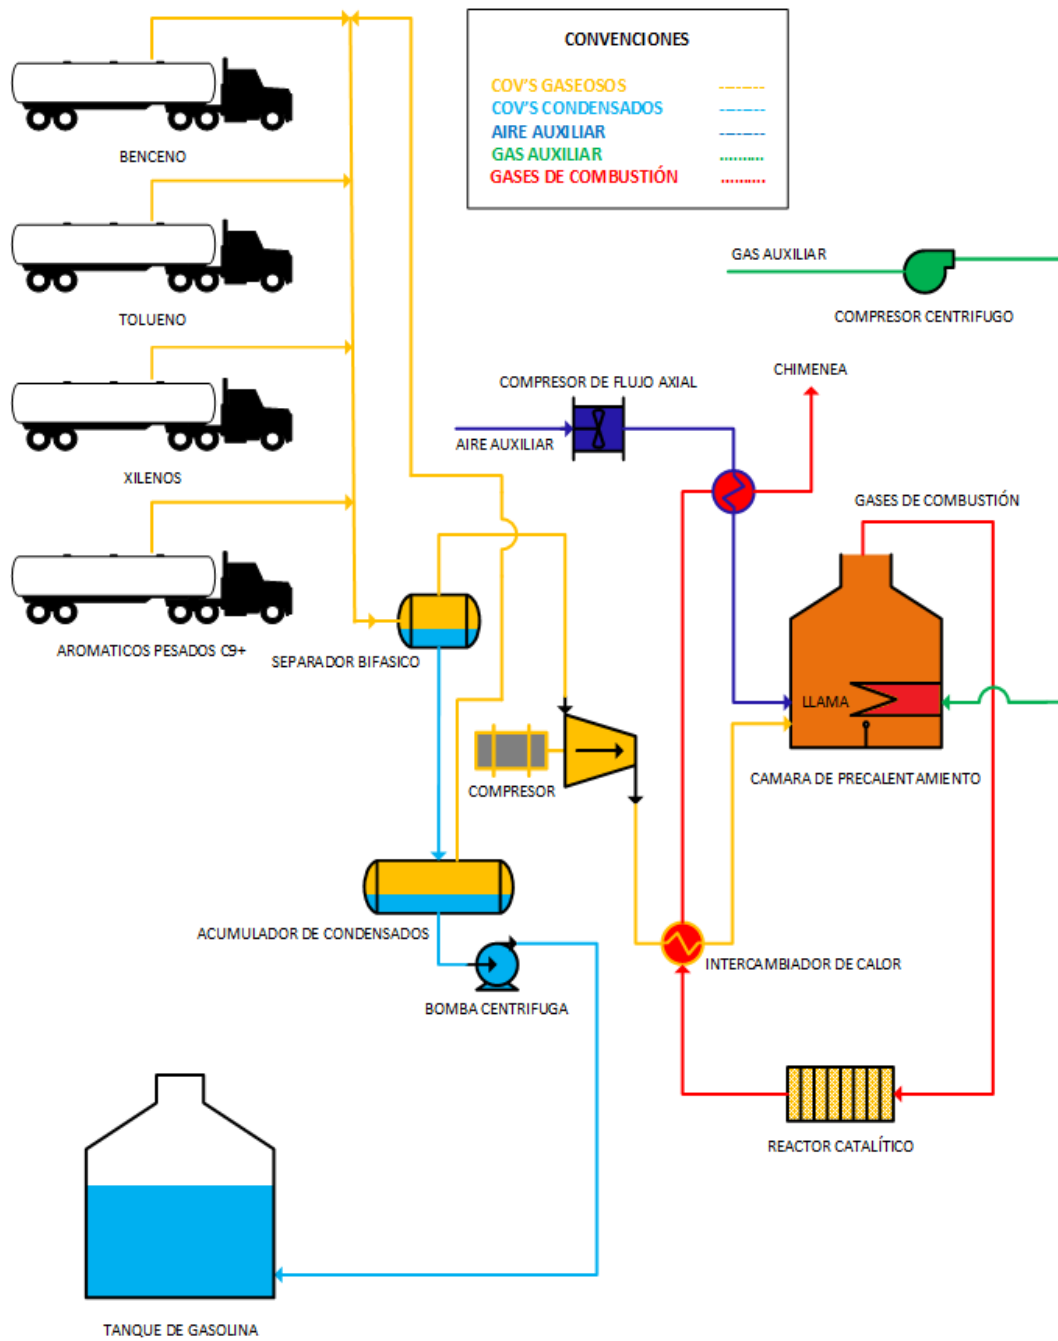 CONVENCIONES
COV'S GASEOSOS
COV'S CONDENSADOS
AIRE AUXILIAR
GAS AUXILIAR
GASES DE COMBUSTIÓN
BENCENO
TOLUENO
XILENOS
AROMATICOS PESADOS C9+
GAS AUXILIAR
COMPRESOR CENTRIFUGO
CHIMENEA
COMPRESOR DE FLUJO AXIAL
AIRE AUXILIAR
GASES DE COMBUSTIÓN
SEPARADOR BIFASICO
LLAMA
CAMARA DE PRECALENTAMIENTO
COMPRESOR
ACUMULADOR DE CONDENSADOS
INTERCAMBIADOR DE CALOR
BOMBA CENTRIFUGA
REACTOR CATALÍTICO
TANQUE DE GASOLINA